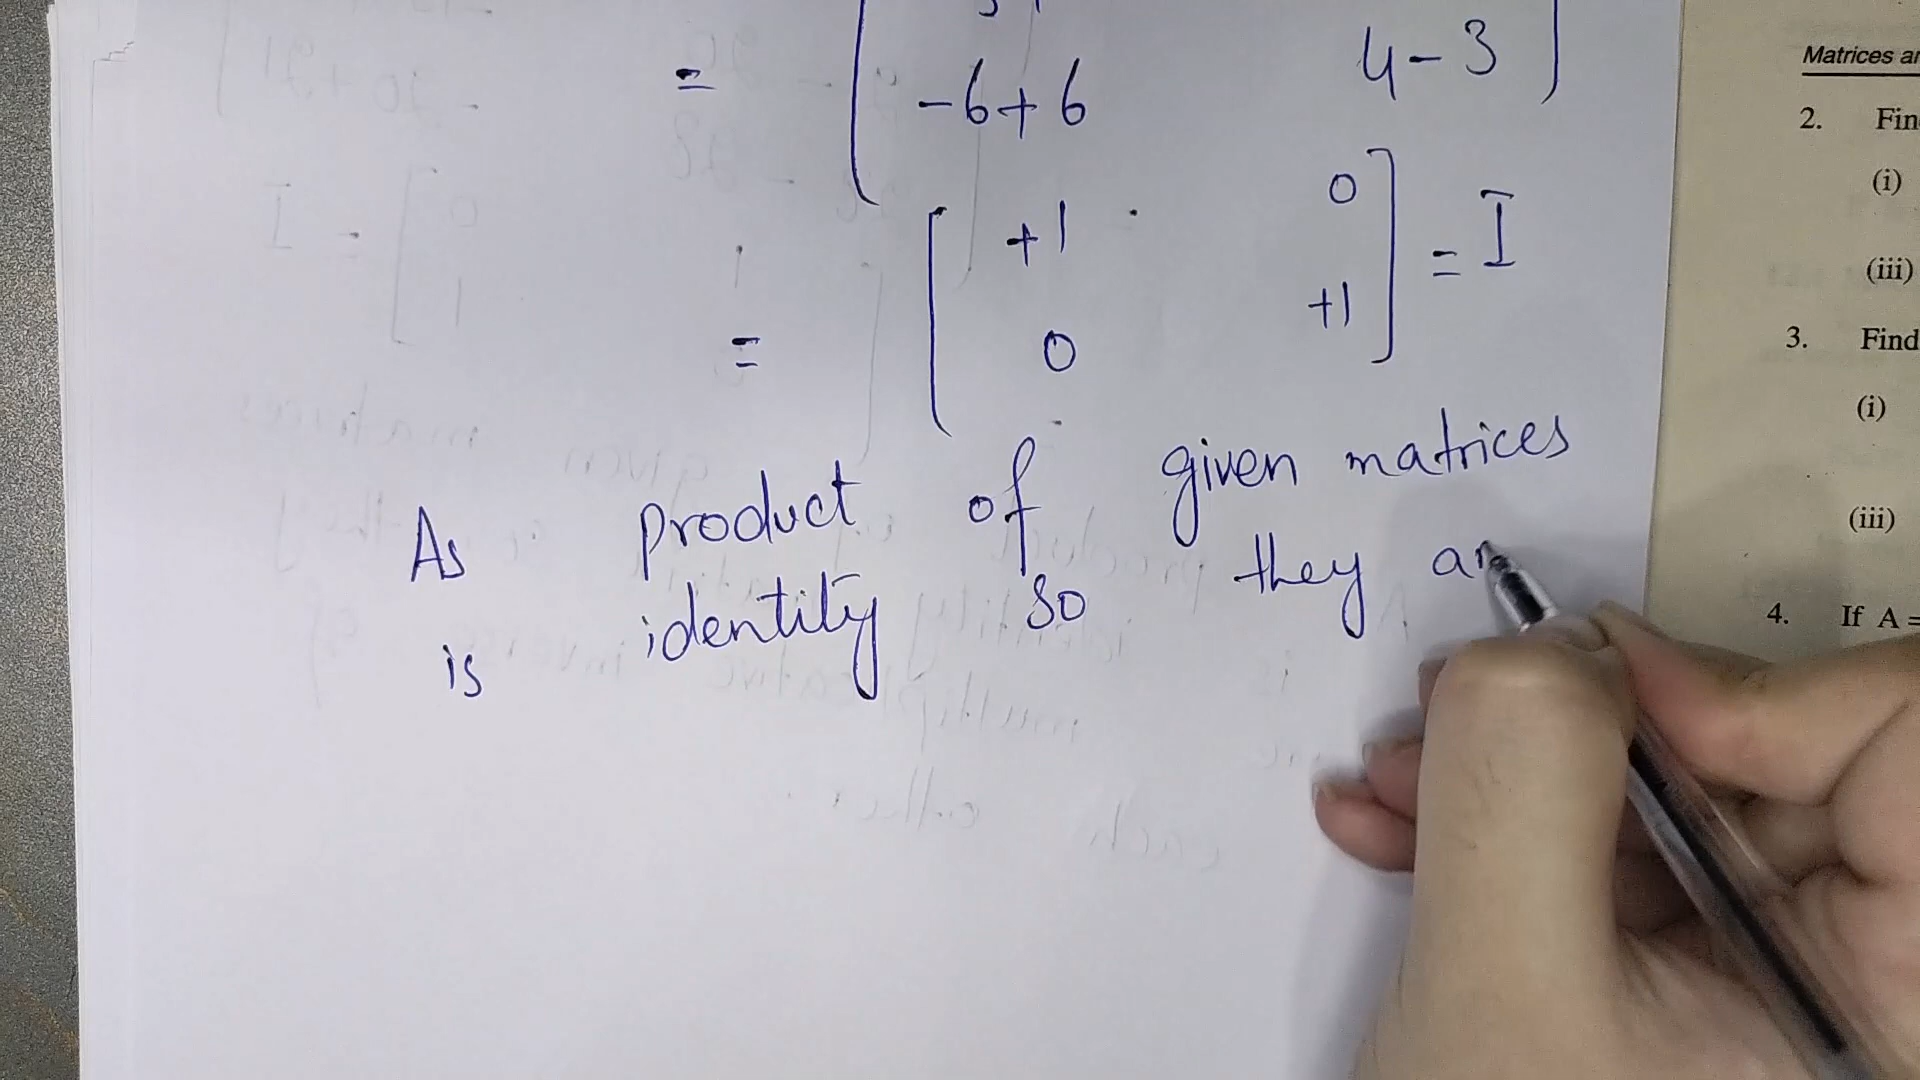 = -6+6 4-3
= [ +1 0
0 +1 ] = I
As product of given matrices
is identity so they ar
Matrices
2. Fin
(i)
(iii)
3. Find
(i)
(iii)
4. If A =